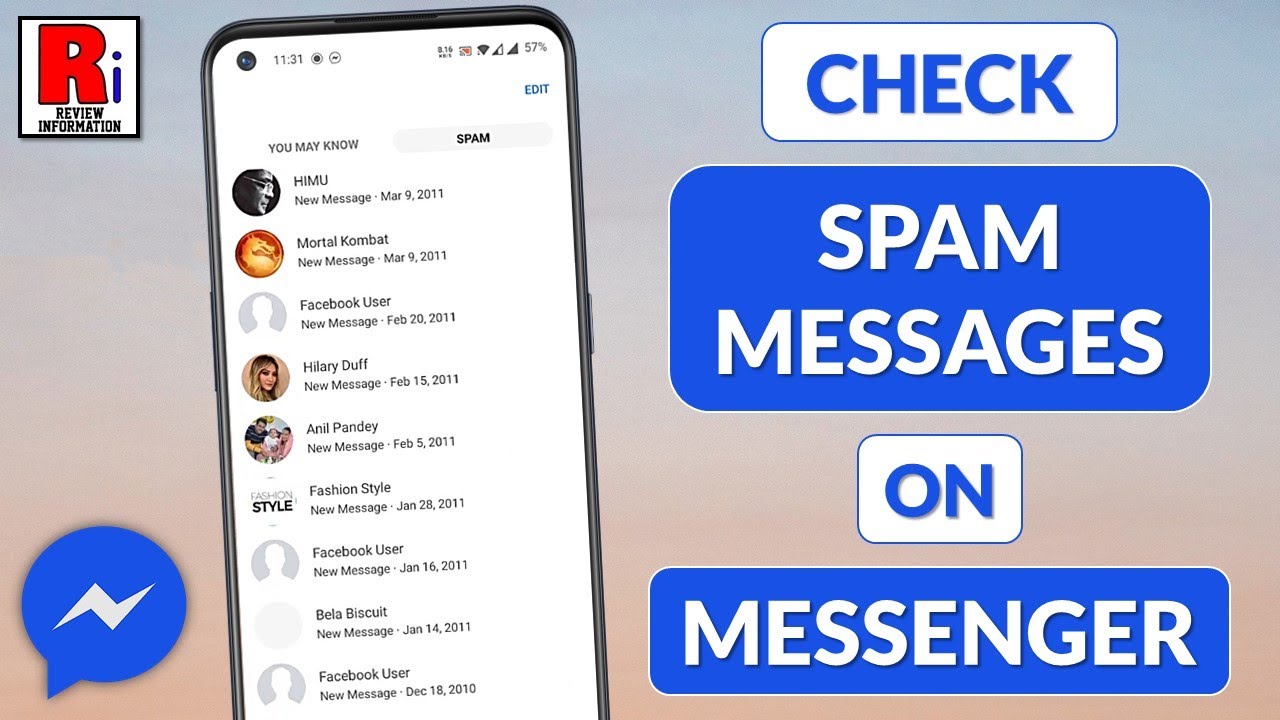 Ri
REVIEW
INFORMATION
11:31
8.16
KB/S
57%
EDIT
YOU MAY KNOW
SPAM
HIMU
New Message · Mar 9, 2011
Mortal Kombat
New Message · Mar 9, 2011
Facebook User
New Message · Feb 20, 2011
Hilary Duff
New Message · Feb 15, 2011
Anil Pandey
New Message · Feb 5, 2011
FASHION
STYLE
Fashion Style
New Message · Jan 28, 2011
Facebook User
New Message · Jan 16, 2011
Bela Biscuit
New Message · Jan 14, 2011
Facebook User
New Message · Dec 18, 2010
CHECK
SPAM
MESSAGES
ON
MESSENGER